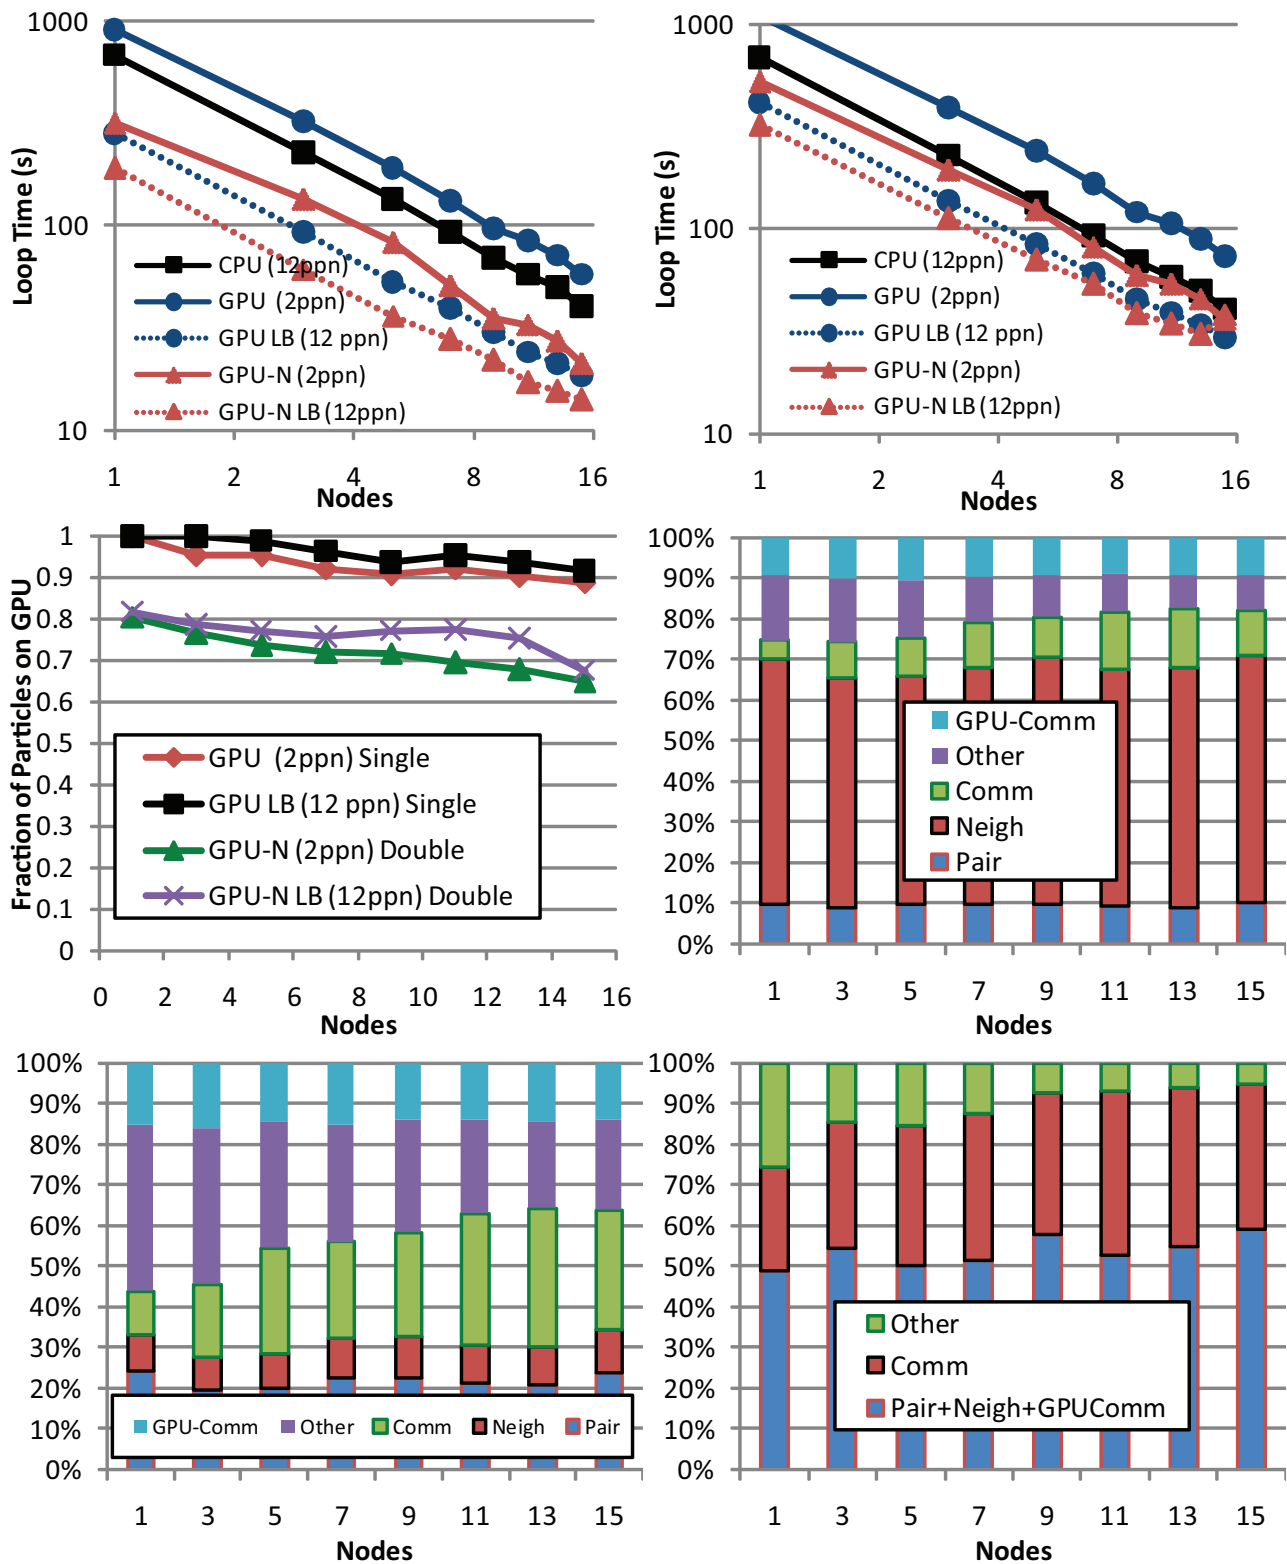 1000
100
10
Loop Time (s)
CPU (12ppn)
GPU (2ppn)
GPU LB (12 ppn)
GPU-N (2ppn)
GPU-N LB (12ppn)
1 2 4 8 16
Nodes
1000
100
10
Loop Time (s)
CPU (12ppn)
GPU (2ppn)
GPU LB (12 ppn)
GPU-N (2ppn)
GPU-N LB (12ppn)
1 2 4 8 16
Nodes
1
0.9
0.8
0.7
0.6
0.5
0.4
0.3
0.2
0.1
0
Fraction of Particles on GPU
GPU (2ppn) Single
GPU LB (12 ppn) Single
GPU-N (2ppn) Double
GPU-N LB (12ppn) Double
0 2 4 6 8 10 12 14 16
Nodes
100%
90%
80%
70%
60%
50%
40%
30%
20%
10%
0%
GPU-Comm
Other
Comm
Neigh
Pair
1 3 5 7 9 11 13 15
Nodes
100%
90%
80%
70%
60%
50%
40%
30%
20%
10%
0%
GPU-Comm Other Comm Neigh Pair
1 3 5 7 9 11 13 15
Nodes
100%
90%
80%
70%
60%
50%
40%
30%
20%
10%
0%
Other
Comm
Pair+Neigh+GPUComm
1 3 5 7 9 11 13 15
Nodes